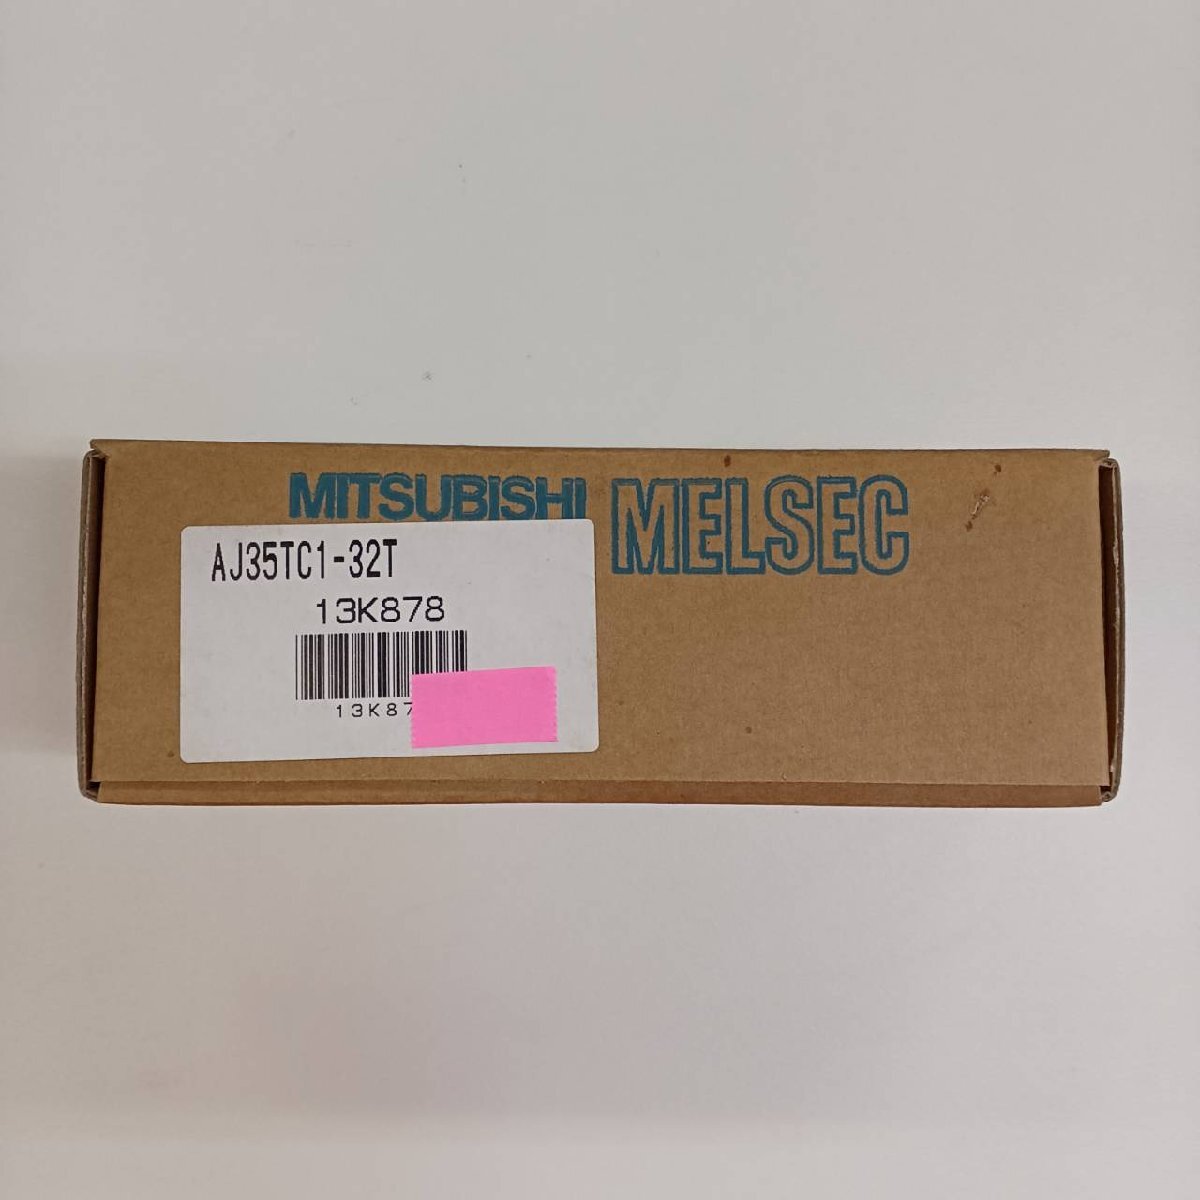 MITSUBISHI MELSEC
AJ35TC1-32T
13K878
13K87